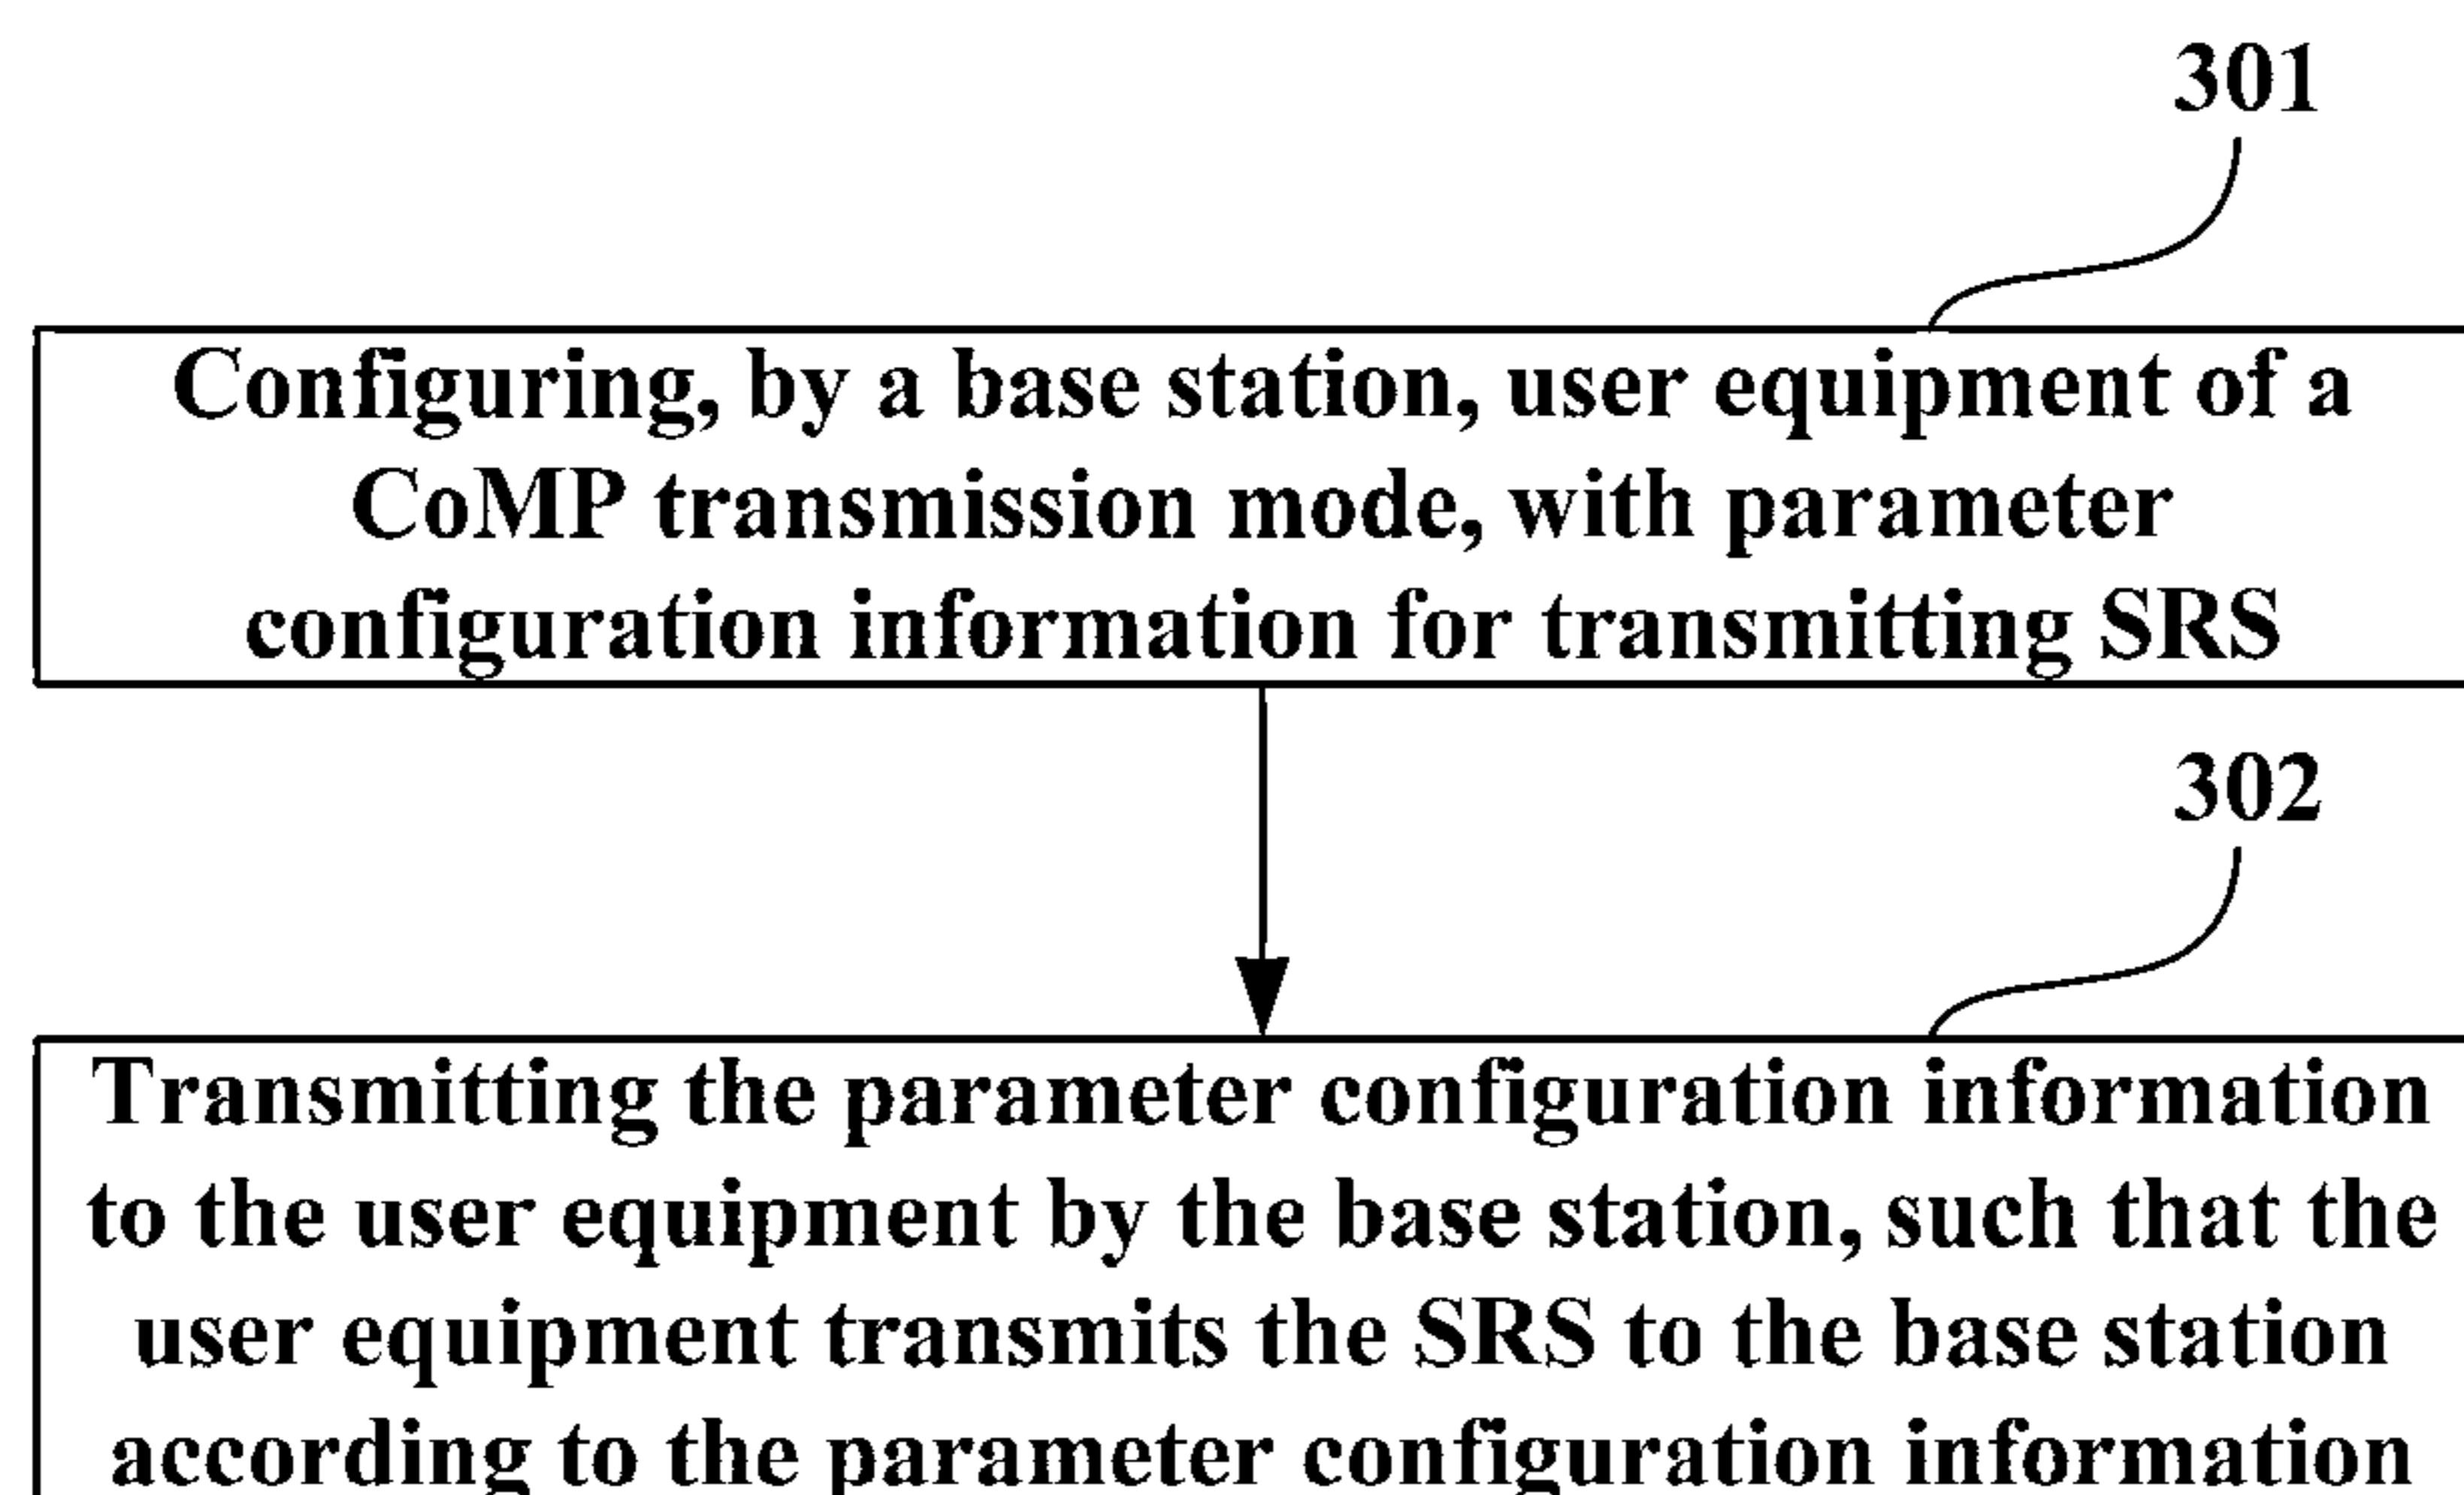 301
Configuring, by a base station, user equipment of a
CoMP transmission mode, with parameter
configuration information for transmitting SRS
302
Transmitting the parameter configuration information
to the user equipment by the base station, such that the
user equipment transmits the SRS to the base station
according to the parameter configuration information